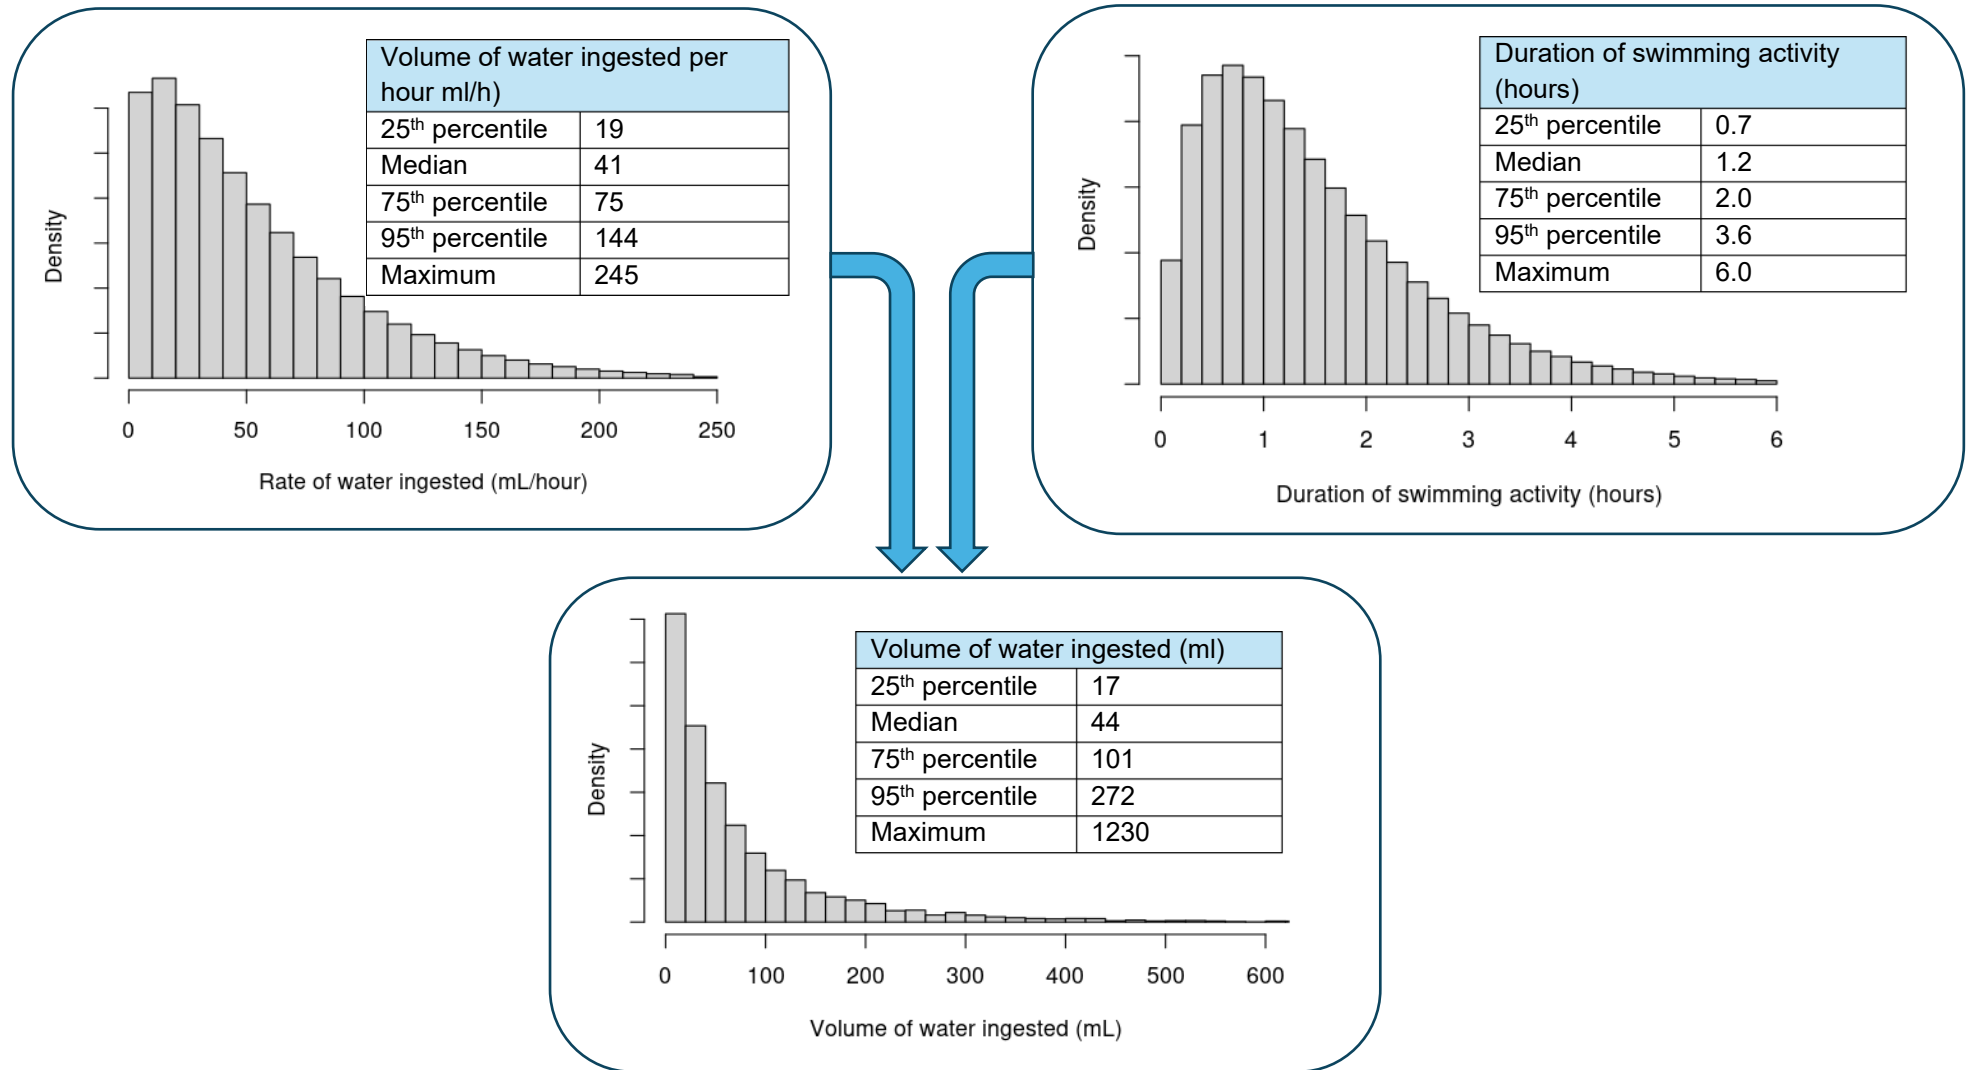 Volume of water ingested per
hour ml/h)
25th percentile 19
Median 41
75th percentile 75
95th percentile 144
Maximum 245
Density
0 50 100 150 200 250
Rate of water ingested (mL/hour)
Duration of swimming activity
(hours)
25th percentile 0.7
Median 1.2
75th percentile 2.0
95th percentile 3.6
Maximum 6.0
Density
0 1 2 3 4 5 6
Duration of swimming activity (hours)
Volume of water ingested (ml)
25th percentile 17
Median 44
75th percentile 101
95th percentile 272
Maximum 1230
Density
0 100 200 300 400 500 600
Volume of water ingested (mL)